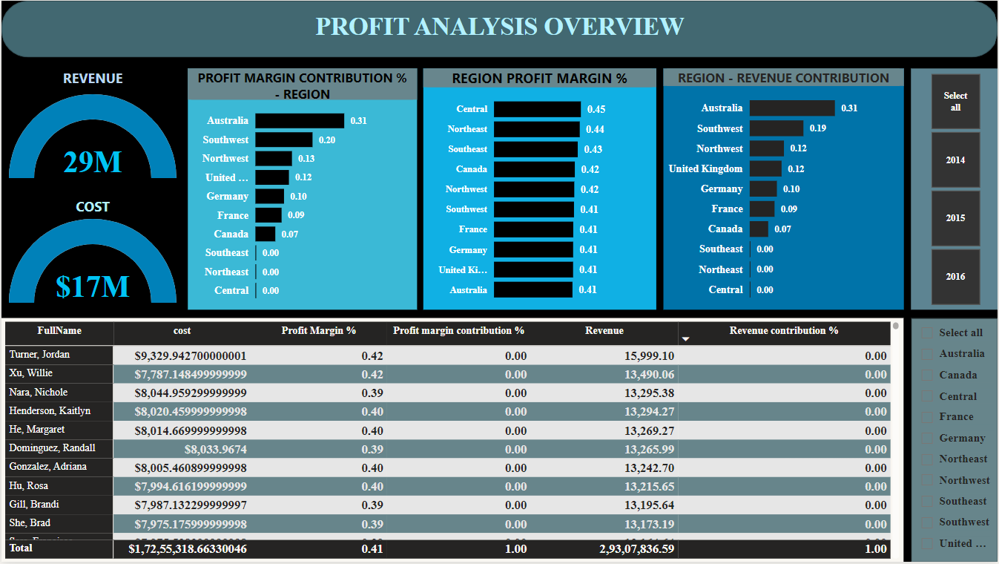 PROFIT ANALYSIS OVERVIEW
REVENUE
29M
COST
$17M
PROFIT MARGIN CONTRIBUTION %
- REGION
Australia 0.31
Southwest 0.20
Northwest 0.13
United ... 0.12
Germany 0.10
France 0.09
Canada 0.07
Southeast 0.00
Northeast 0.00
Central 0.00
REGION PROFIT MARGIN %
Central 0.45
Northeast 0.44
Southeast 0.43
Canada 0.42
Northwest 0.42
Southwest 0.41
France 0.41
Germany 0.41
United Ki... 0.41
Australia 0.41
REGION - REVENUE CONTRIBUTION
Australia 0.31
Southwest 0.19
Northwest 0.12
United Kingdom 0.12
Germany 0.10
France 0.09
Canada 0.07
Southeast 0.00
Northeast 0.00
Central 0.00
Select
all
2014
2015
2016
FullName cost Profit Margin % Profit margin contribution % Revenue Revenue contribution %
Turner, Jordan $9,329.942700000001 0.42 0.00 15,999.10 0.00
Xu, Willie $7,787.148499999999 0.42 0.00 13,490.06 0.00
Nara, Nichole $8,044.959299999999 0.39 0.00 13,295.38 0.00
Henderson, Kaitlyn $8,020.459999999998 0.40 0.00 13,294.27 0.00
He, Margaret $8,014.669999999998 0.40 0.00 13,269.27 0.00
Dominguez, Randall $8,033.9674 0.39 0.00 13,265.99 0.00
Gonzalez, Adriana $8,005.460899999998 0.40 0.00 13,242.70 0.00
Hu, Rosa $7,994.616199999999 0.40 0.00 13,215.65 0.00
Gill, Brandi $7,987.132299999997 0.39 0.00 13,195.64 0.00
She, Brad $7,975.175999999998 0.39 0.00 13,173.19 0.00
Total $1,72,55,318.66330046 0.41 1.00 2,93,07,836.59 1.00
Select all
Australia
Canada
Central
France
Germany
Northeast
Northwest
Southeast
Southwest
United ...